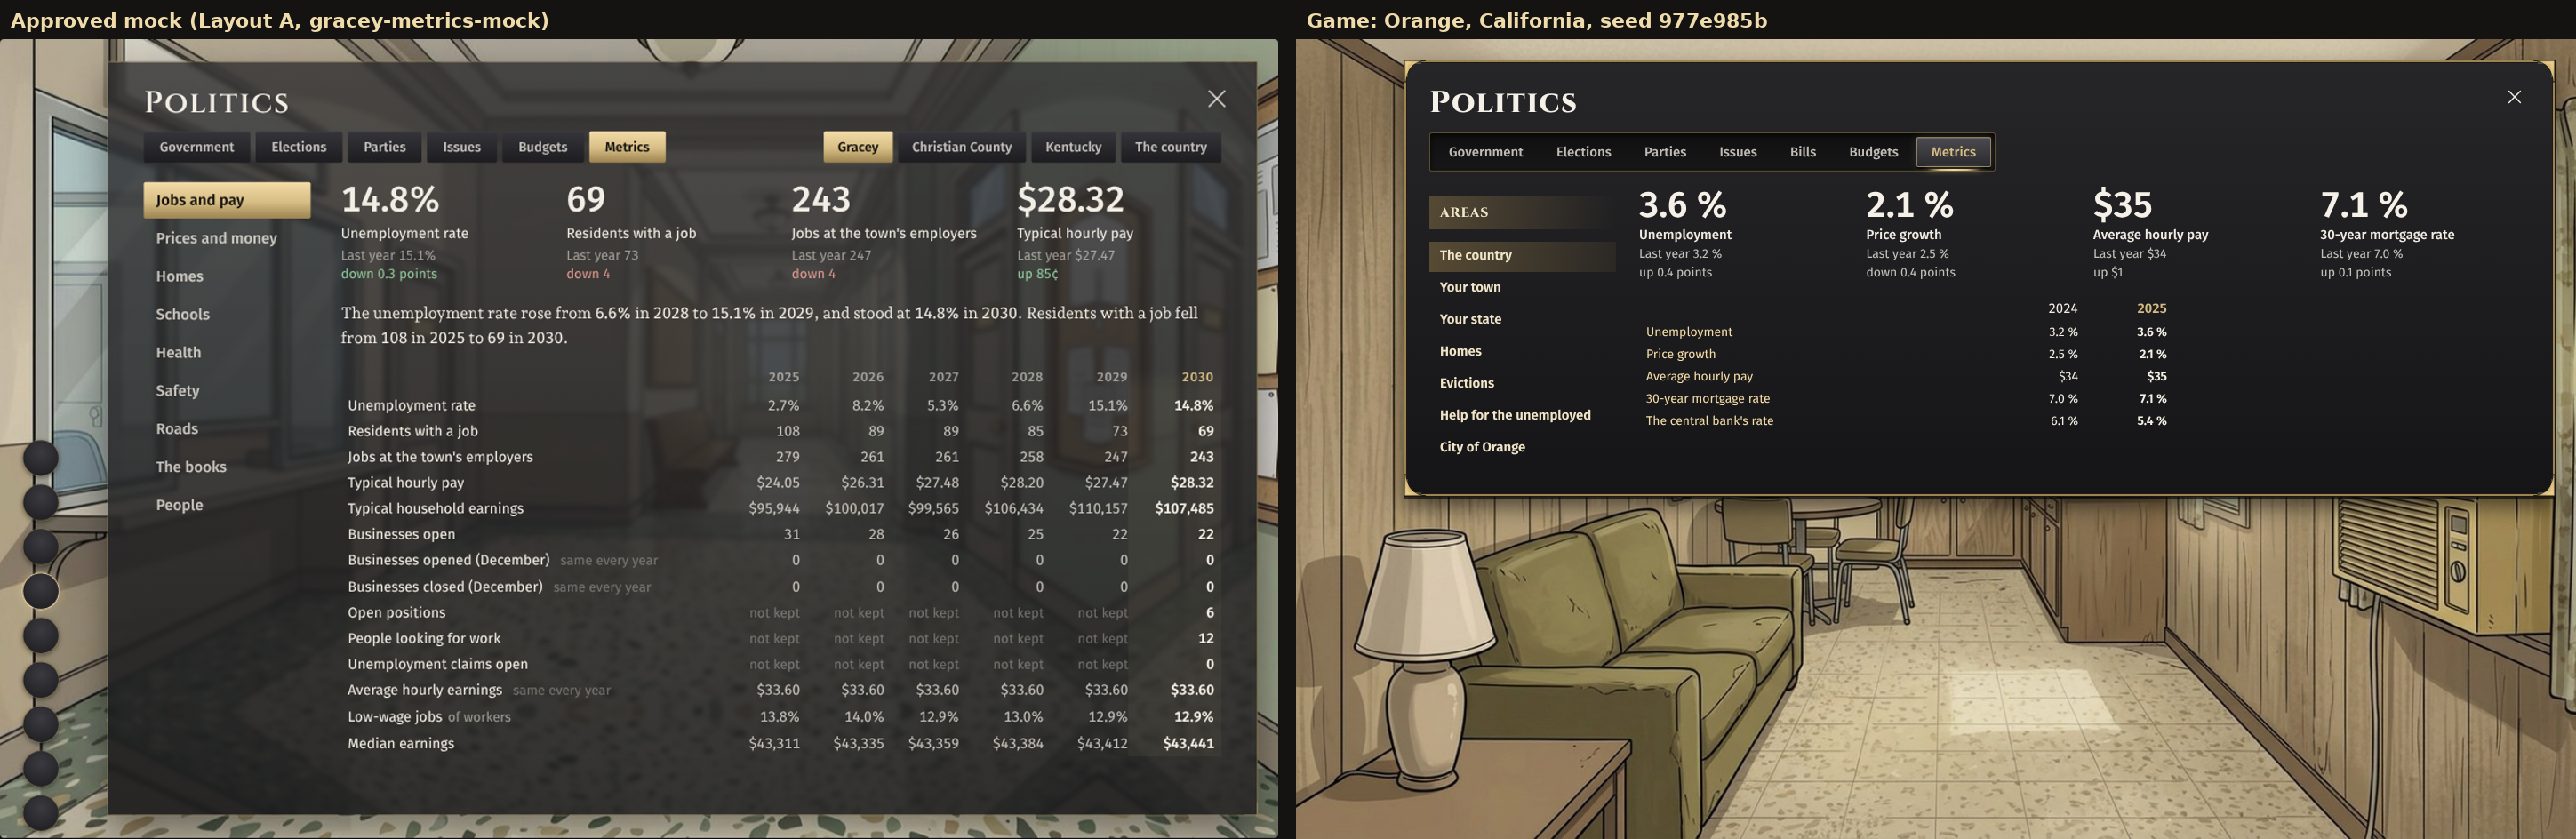 Approved mock (Layout A, gracey-metrics-mock)
POLITICS
Government Elections Parties Issues Budgets Metrics
Gracey Christian County Kentucky The country
Jobs and pay
Prices and money
Homes
Schools
Health
Safety
Roads
The books
People
14.8% 69 243 $28.32
Unemployment rate Residents with a job Jobs at the town's employers Typical hourly pay
Last year 15.1% Last year 73 Last year 247 Last year $27.47
down 0.3 points down 4 down 4 up 85¢
The unemployment rate rose from 6.6% in 2028 to 15.1% in 2029, and stood at 14.8% in 2030. Residents with a job fell
from 108 in 2025 to 69 in 2030.
2025 2026 2027 2028 2029 2030
Unemployment rate 2.7% 8.2% 5.3% 6.6% 15.1% 14.8%
Residents with a job 108 89 89 85 73 69
Jobs at the town's employers 279 261 261 258 247 243
Typical hourly pay $24.05 $26.31 $27.48 $28.20 $27.47 $28.32
Typical household earnings $95,944 $100,017 $99,565 $106,434 $110,157 $107,485
Businesses open 31 28 26 25 22 22
Businesses opened (December) same every year 0 0 0 0 0 0
Businesses closed (December) same every year 0 0 0 0 0 0
Open positions not kept not kept not kept not kept not kept 6
People looking for work not kept not kept not kept not kept not kept 12
Unemployment claims open not kept not kept not kept not kept not kept 0
Average hourly earnings same every year $33.60 $33.60 $33.60 $33.60 $33.60 $33.60
Low-wage jobs of workers 13.8% 14.0% 12.9% 13.0% 12.9% 12.9%
Median earnings $43,311 $43,335 $43,359 $43,384 $43,412 $43,441
Game: Orange, California, seed 977e985b
POLITICS
Government Elections Parties Issues Bills Budgets Metrics
AREAS
The country
Your town
Your state
Homes
Evictions
Help for the unemployed
City of Orange
3.6 % 2.1 % $35 7.1 %
Unemployment Price growth Average hourly pay 30-year mortgage rate
Last year 3.2 % Last year 2.5 % Last year $34 Last year 7.0 %
up 0.4 points down 0.4 points up $1 up 0.1 points
2024 2025
Unemployment 3.2 % 3.6 %
Price growth 2.5 % 2.1 %
Average hourly pay $34 $35
30-year mortgage rate 7.0 % 7.1 %
The central bank's rate 6.1 % 5.4 %